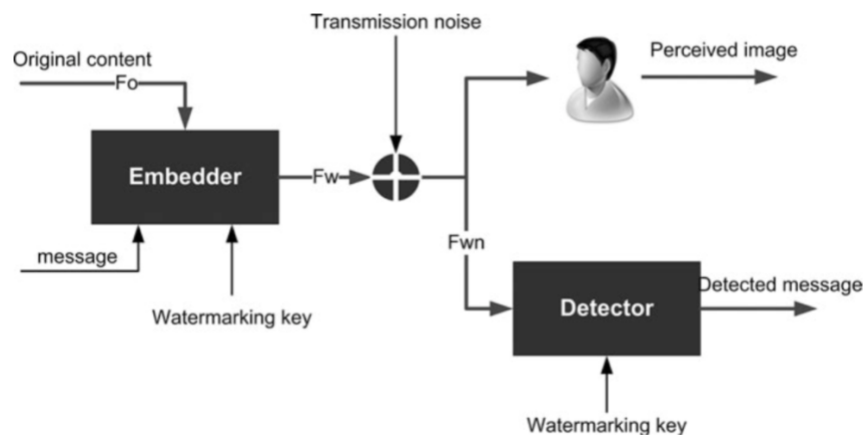 Transmission noise
Original content
Fo
Perceived image
Embedder
Fw
message
Watermarking key
Fwn
Detected message
Detector
Watermarking key